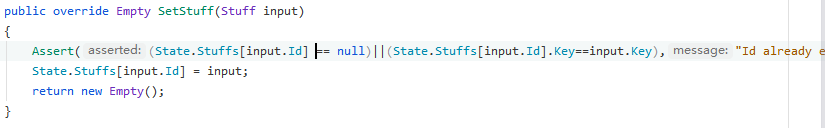 public override Empty SetStuff(Stuff input)
{
Assert( asserted: (State.Stuffs[input.Id] == null)||(State.Stuffs[input.Id].Key==input.Key), message: "Id already e
State.Stuffs[input.Id] = input;
return new Empty();
}